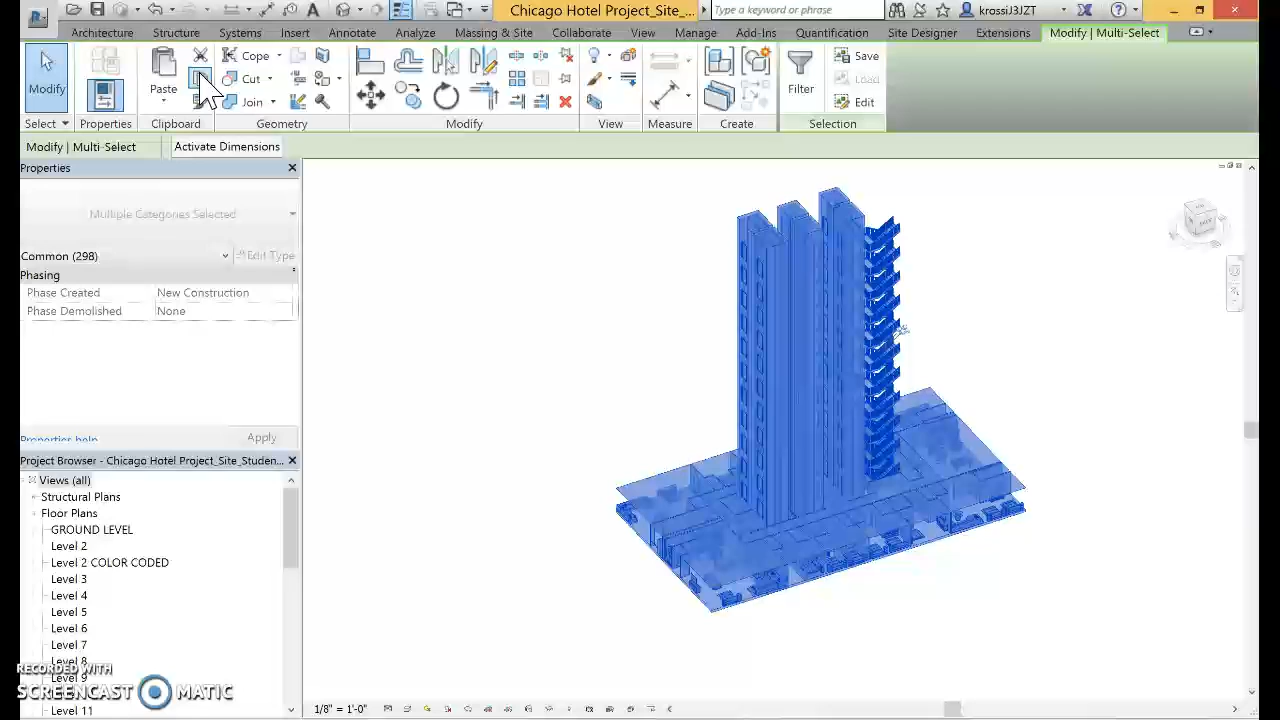 Chicago Hotel Project_Site_...
Type a keyword or phrase
krossiJ3JZT
Architecture Structure Systems Insert Annotate Analyze Massing & Site Collaborate View Manage Add-Ins Quantification Site Designer Extensions Modify | Multi-Select
Modify
Paste
Cope
Cut
Join
Filter
Save
Load
Edit
Select Properties Clipboard Geometry Modify View Measure Create Selection
Modify | Multi-Select Activate Dimensions
Properties
Multiple Categories Selected
Common (298) Edit Type
Phasing
Phase Created New Construction
Phase Demolished None
Properties help Apply
Project Browser - Chicago Hotel Project_Site_Studen...
Views (all)
Structural Plans
Floor Plans
GROUND LEVEL
Level 2
Level 2 COLOR CODED
Level 3
Level 4
Level 5
Level 6
Level 7
Level 8
Level 9
Level 11
RECORDED WITH
SCREENCAST MATIC
1/8" = 1'-0"